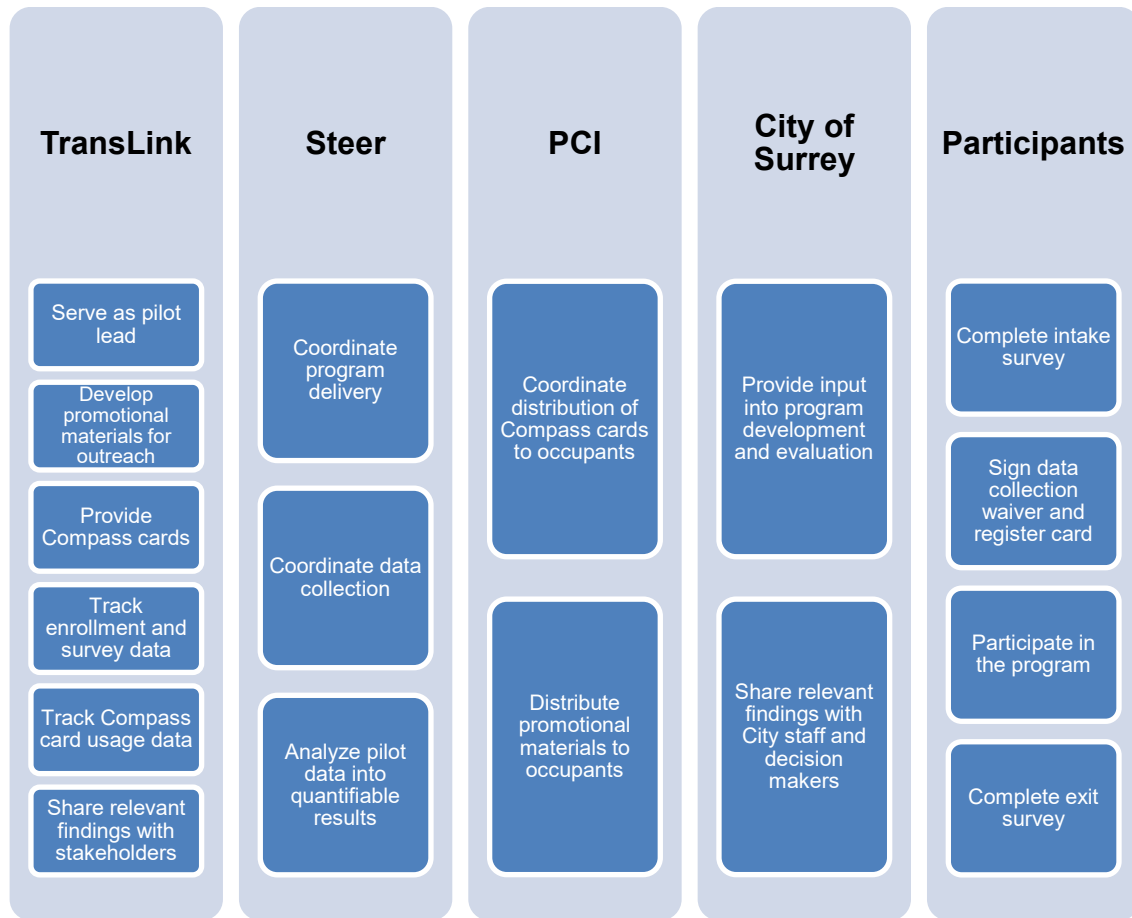 TransLink
Serve as pilot
lead
Develop
promotional
materials for
outreach
Provide
Compass cards
Track
enrollment and
survey data
Track Compass
card usage data
Share relevant
findings with
stakeholders
Steer
Coordinate
program
delivery
Coordinate data
collection
Analyze pilot
data into
quantifiable
results
PCI
Coordinate
distribution of
Compass cards
to occupants
Distribute
promotional
materials to
occupants
City of
Surrey
Provide input
into program
development
and evaluation
Share relevant
findings with
City staff and
decision
makers
Participants
Complete intake
survey
Sign data
collection
waiver and
register card
Participate in
the program
Complete exit
survey